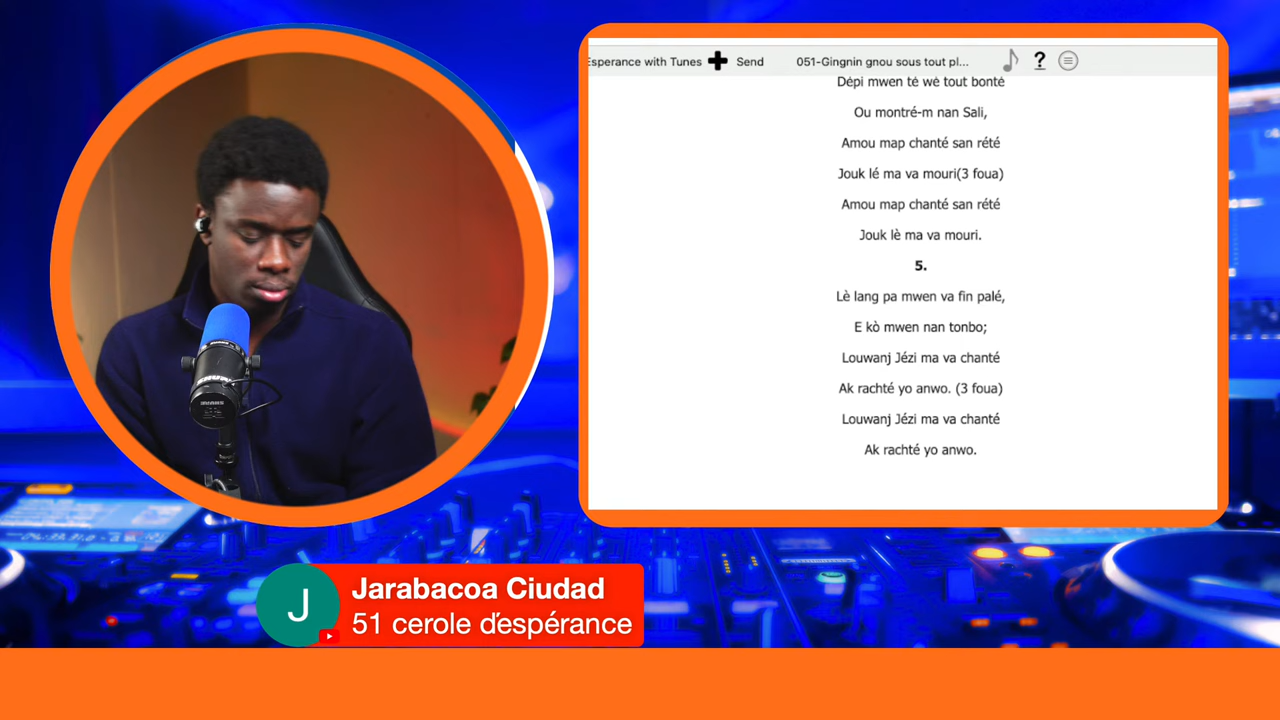 Esperance with Tunes
Send
051-Gingnin gnou sous tout pl...
?
Dépi mwen té wè tout bonté
Ou montré-m nan Sali,
Amou map chanté san rété
Jouk lé ma va mouri(3 foua)
Amou map chanté san rété
Jouk lè ma va mouri.
5.
Lè lang pa mwen va fin palé,
E kò mwen nan tonbo;
Louwanj Jézi ma va chanté
Ak rachté yo anwo. (3 foua)
Louwanj Jézi ma va chanté
Ak rachté yo anwo.
SHURE
J
Jarabacoa Ciudad
51 cerole d'espérance